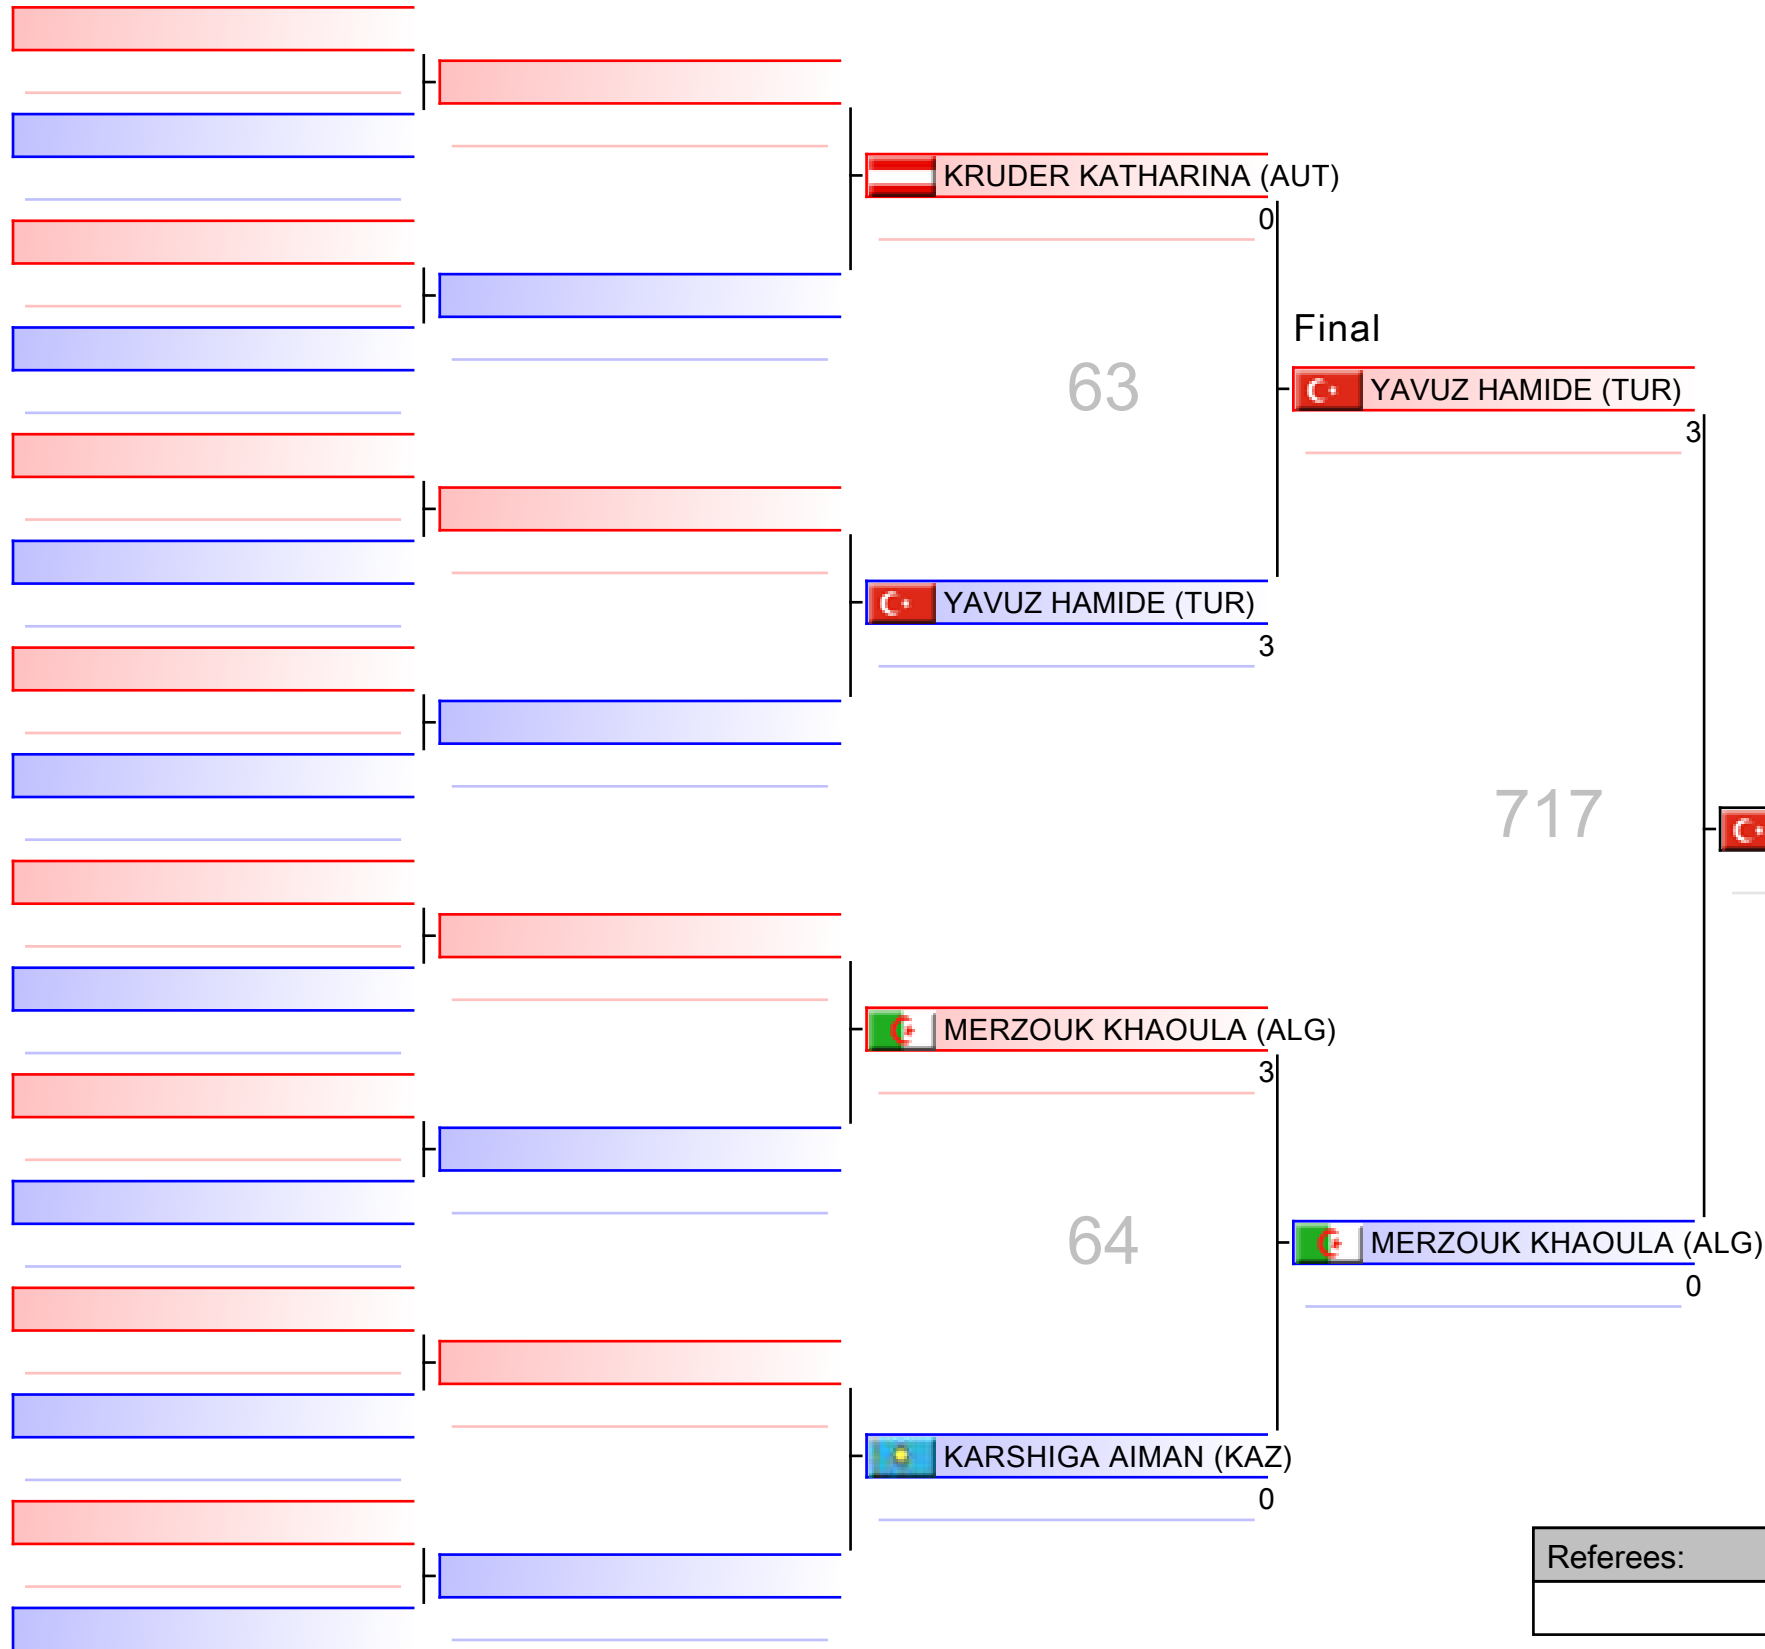 KRUDER KATHARINA (AUT)
0
63
Final
YAVUZ HAMIDE (TUR)
3
YAVUZ HAMIDE (TUR)
3
717
MERZOUK KHAOULA (ALG)
3
64
MERZOUK KHAOULA (ALG)
0
KARSHIGA AIMAN (KAZ)
0
Referees: